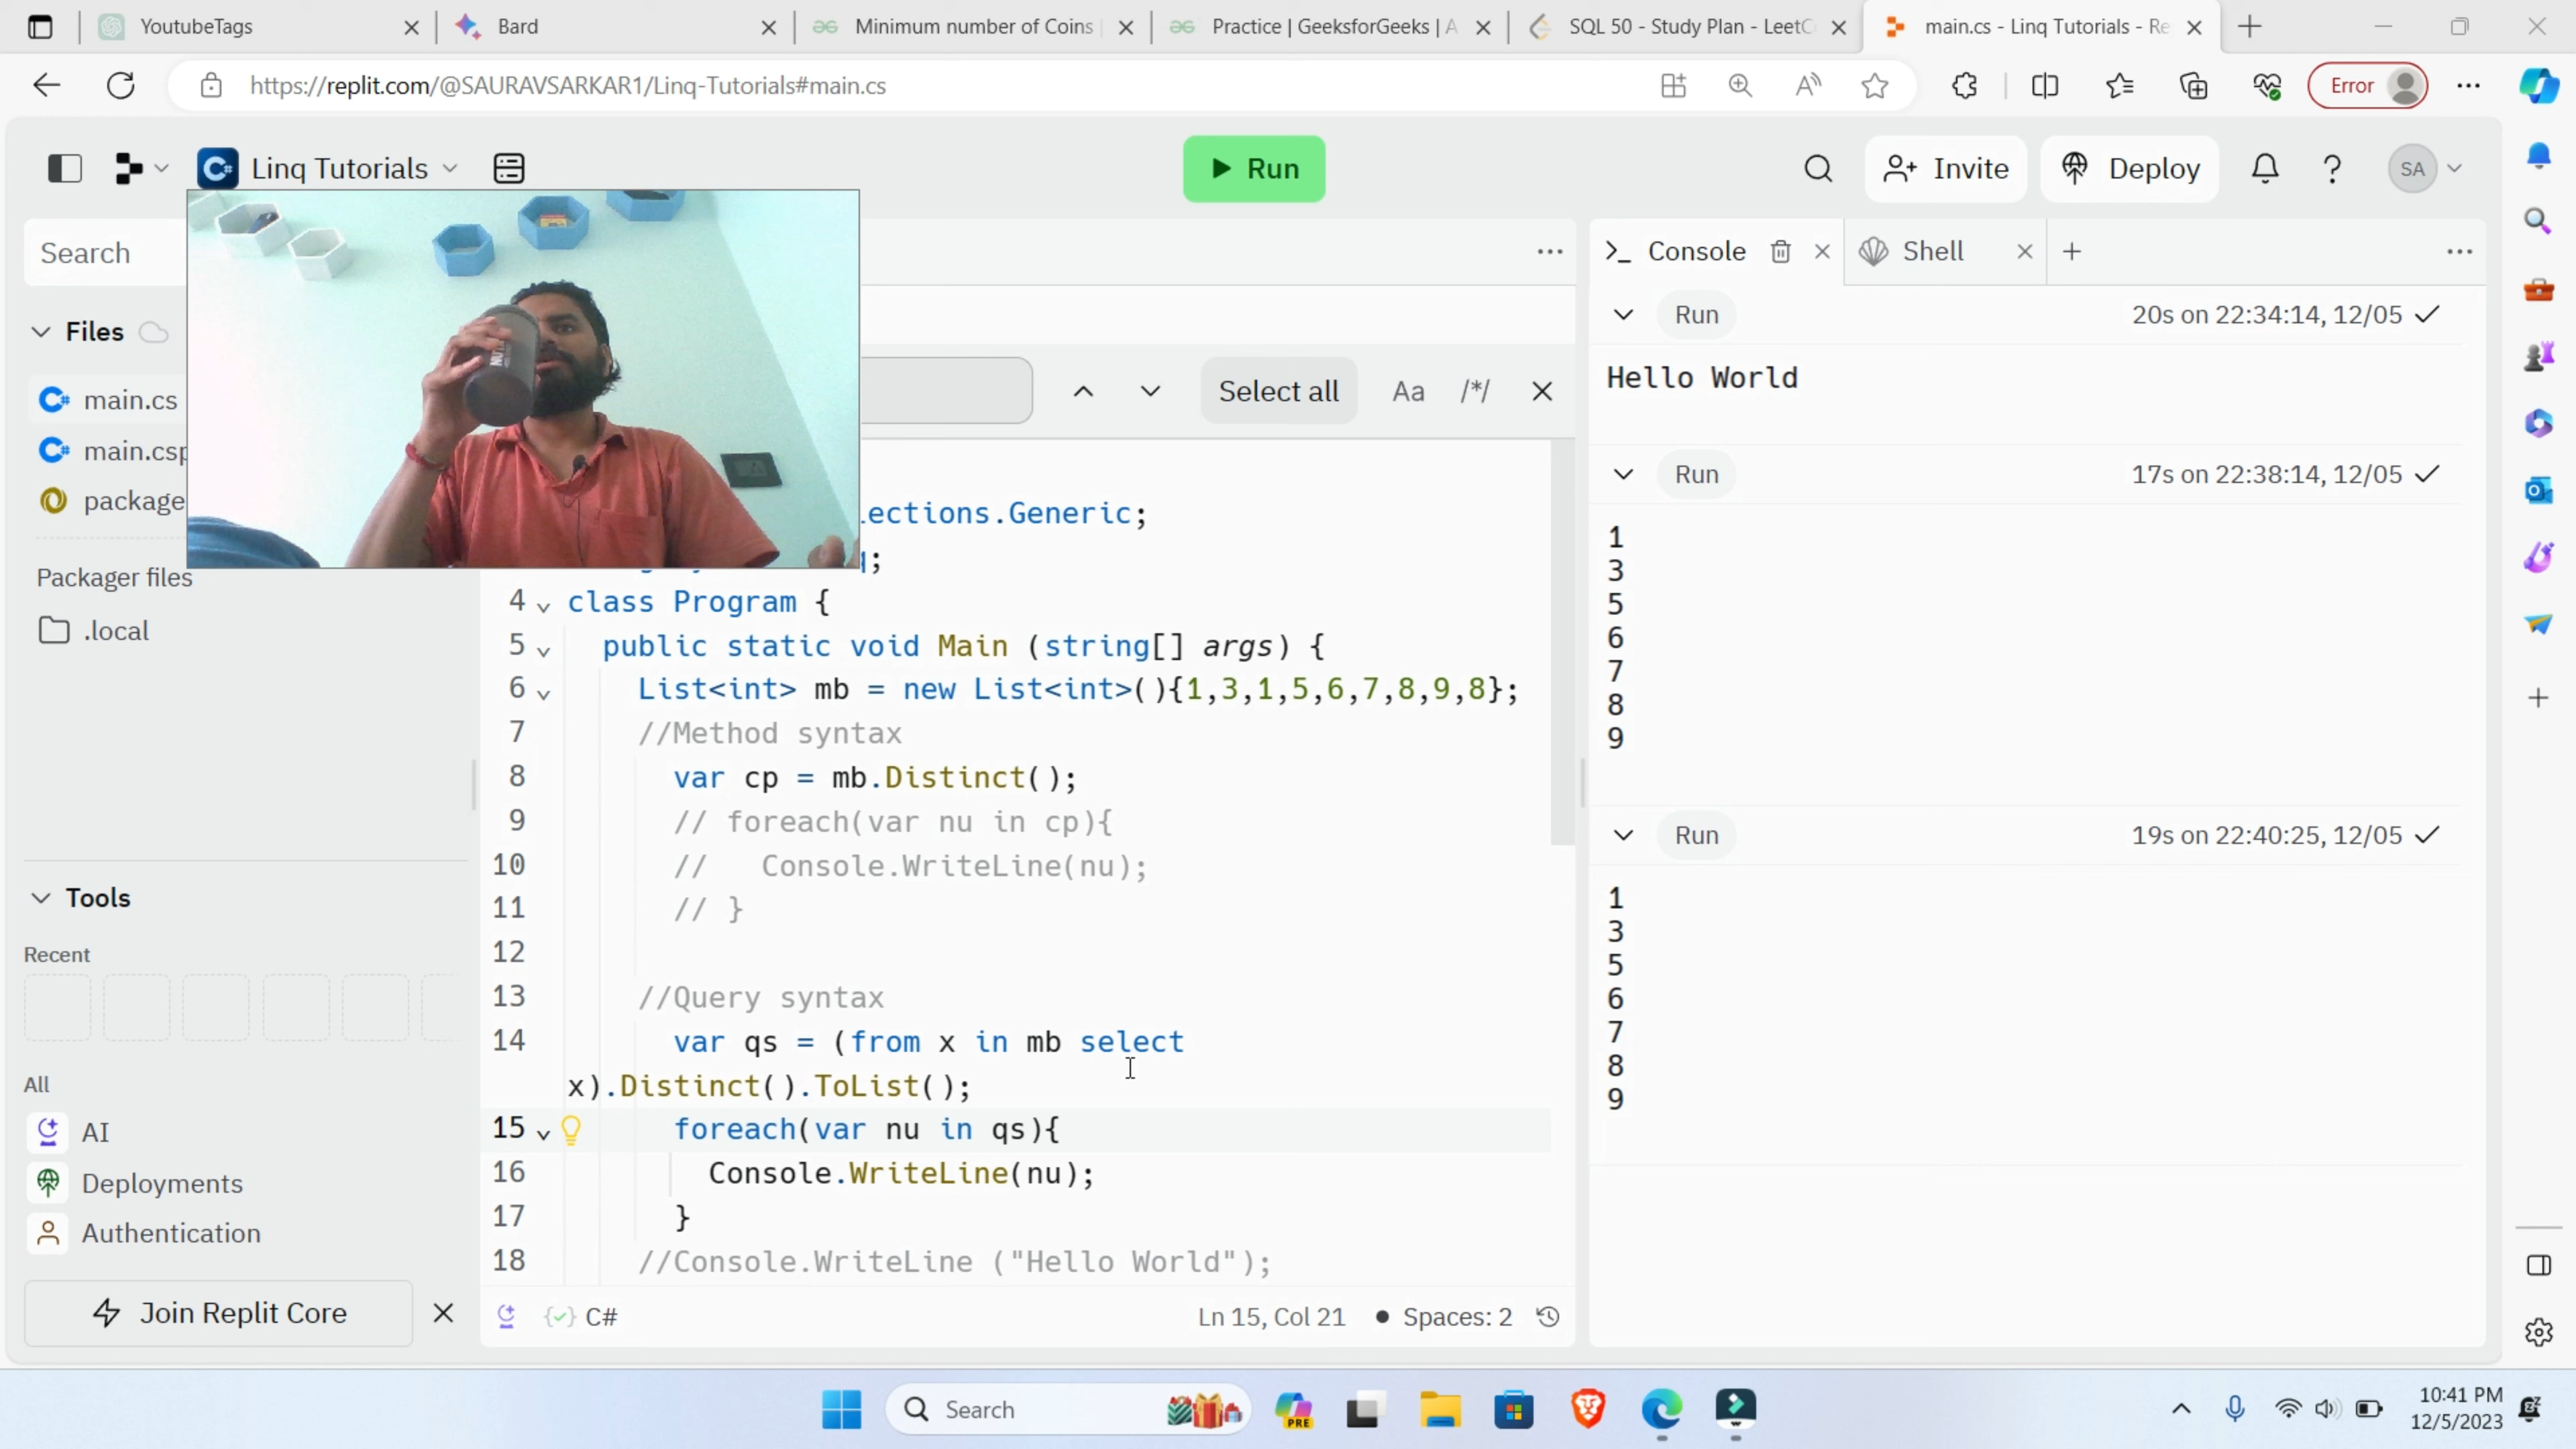 YoutubeTags
Bard
Minimum number of Coins
Practice | GeeksforGeeks | A
SQL 50 - Study Plan - LeetC
main.cs - Linq Tutorials - Re
https://replit.com/@SAURAVSARKAR1/Linq-Tutorials#main.cs
Error
Linq Tutorials
Run
Invite
Deploy
SA
Search
Files
main.cs
main.csp
package
Packager files
.local
Tools
Recent
All
AI
Deployments
Authentication
Join Replit Core
Select all
Aa
/*/
lections.Generic;
;
4 class Program {
5 public static void Main (string[] args) {
6 List<int> mb = new List<int>(){1,3,1,5,6,7,8,9,8};
7 //Method syntax
8 var cp = mb.Distinct();
9 // foreach(var nu in cp){
10 // Console.WriteLine(nu);
11 // }
12
13 //Query syntax
14 var qs = (from x in mb select
x).Distinct().ToList();
15 foreach(var nu in qs){
16 Console.WriteLine(nu);
17 }
18 //Console.WriteLine ("Hello World");
C#
Ln 15, Col 21
Spaces: 2
Console
Shell
Run
20s on 22:34:14, 12/05
Hello World
Run
17s on 22:38:14, 12/05
1
3
5
6
7
8
9
Run
19s on 22:40:25, 12/05
1
3
5
6
7
8
9
Search
PRE
10:41 PM
12/5/2023